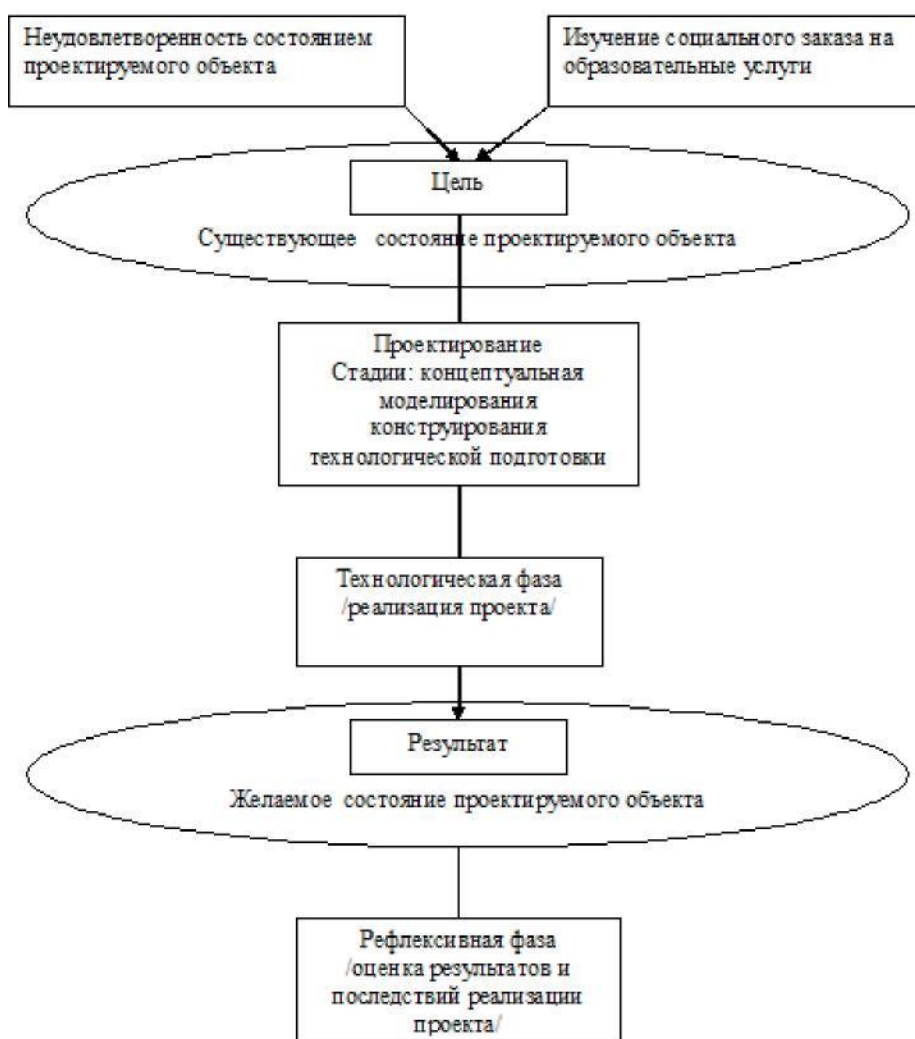 Неудовлетворенность состоянием
проектируемого объекта
Изучение социального заказа на
образовательные услуги
Цель
Существующее состояние проектируемого объекта
Проектирование
Стадии: концептуальная
моделирования
конструирования
технологической подготовки
Технологическая фаза
/реализация проекта/
Результат
Желаемое состояние проектируемого объекта
Рефлексивная фаза
/оценка результатов и
последствий реализации
проекта/